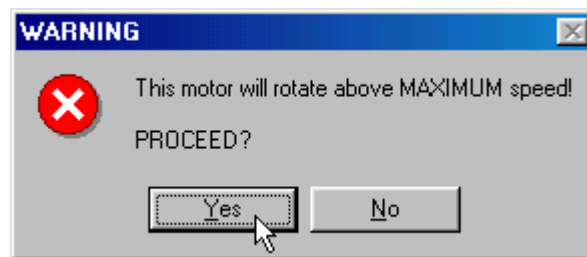 WARNING
This motor will rotate above MAXIMUM speed!
PROCEED?
Yes No